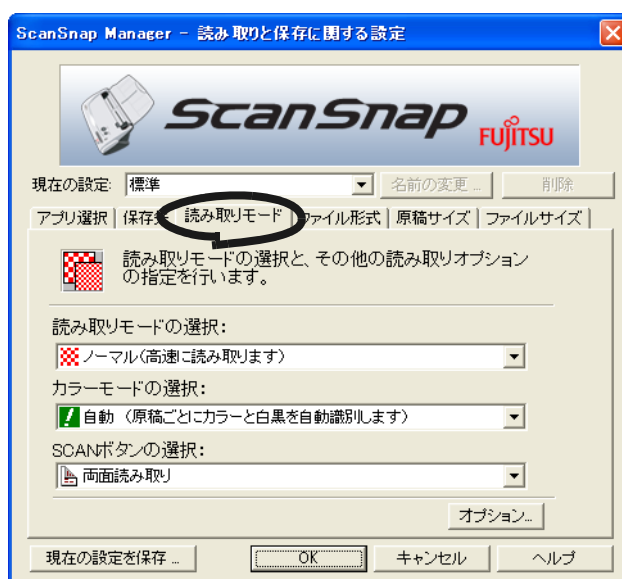 ScanSnap Manager - 読み取りと保存に関する設定
ScanSnap
FUJITSU
現在の設定: 標準 名前の変更 ... 削除
アプリ選択 保存 読み取りモード ファイル形式 原稿サイズ ファイルサイズ
読み取りモードの選択と、その他の読み取りオプション
の指定を行います。
読み取りモードの選択:
ノーマル(高速に読み取ります)
カラーモードの選択:
自動 (原稿ごとにカラーと白黒を自動識別します)
SCANボタンの選択:
両面読み取り
オプション...
現在の設定を保存 ... OK キャンセル ヘルプ